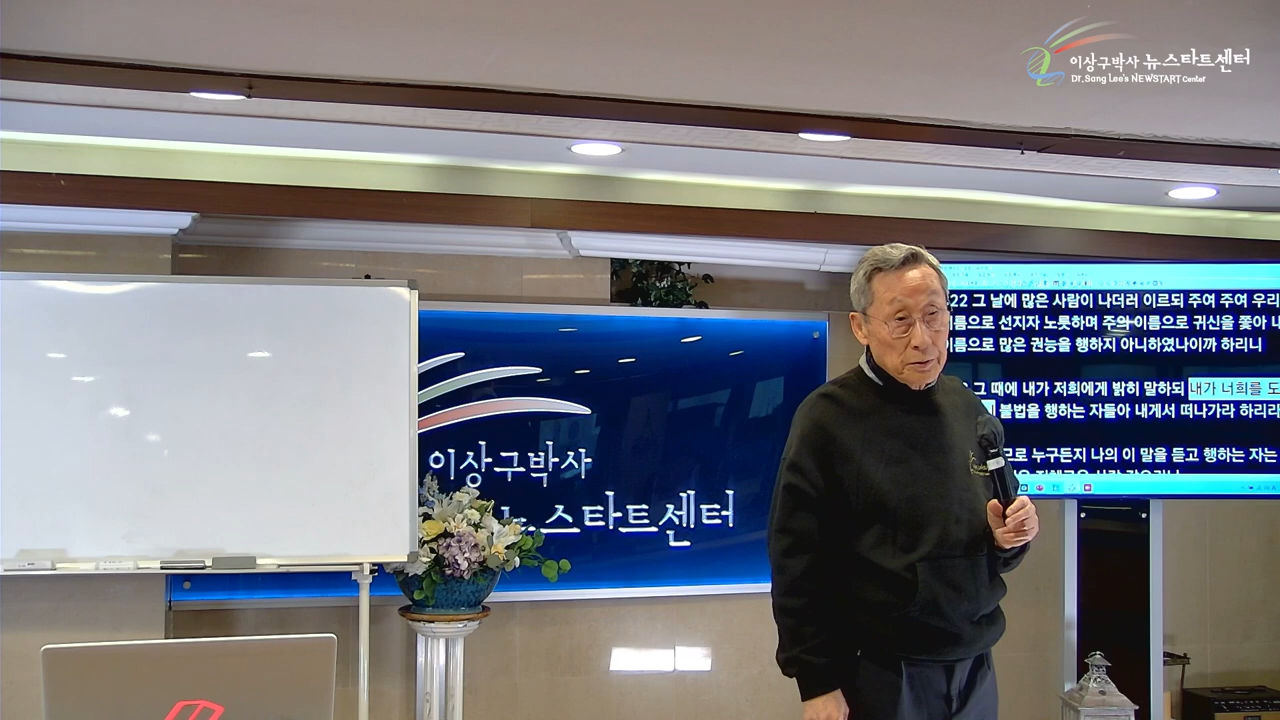 이상구박사 뉴스타트센터
Dr. Sang Lee's NEWSTART Center
22 그 날에 많은 사람이 나더러 이르되 주여 주여 우리
이름으로 선지자 노릇하며 주의 이름으로 귀신을 쫓아 내
이름으로 많은 권능을 행하지 아니하였나이까 하리니
그 때에 내가 저희에게 밝히 말하되 내가 너희를 도
불법을 행하는 자들아 내게서 떠나가라 하리라
누구든지 나의 이 말을 듣고 행하는 자는
이상구박사
뉴스타트센터